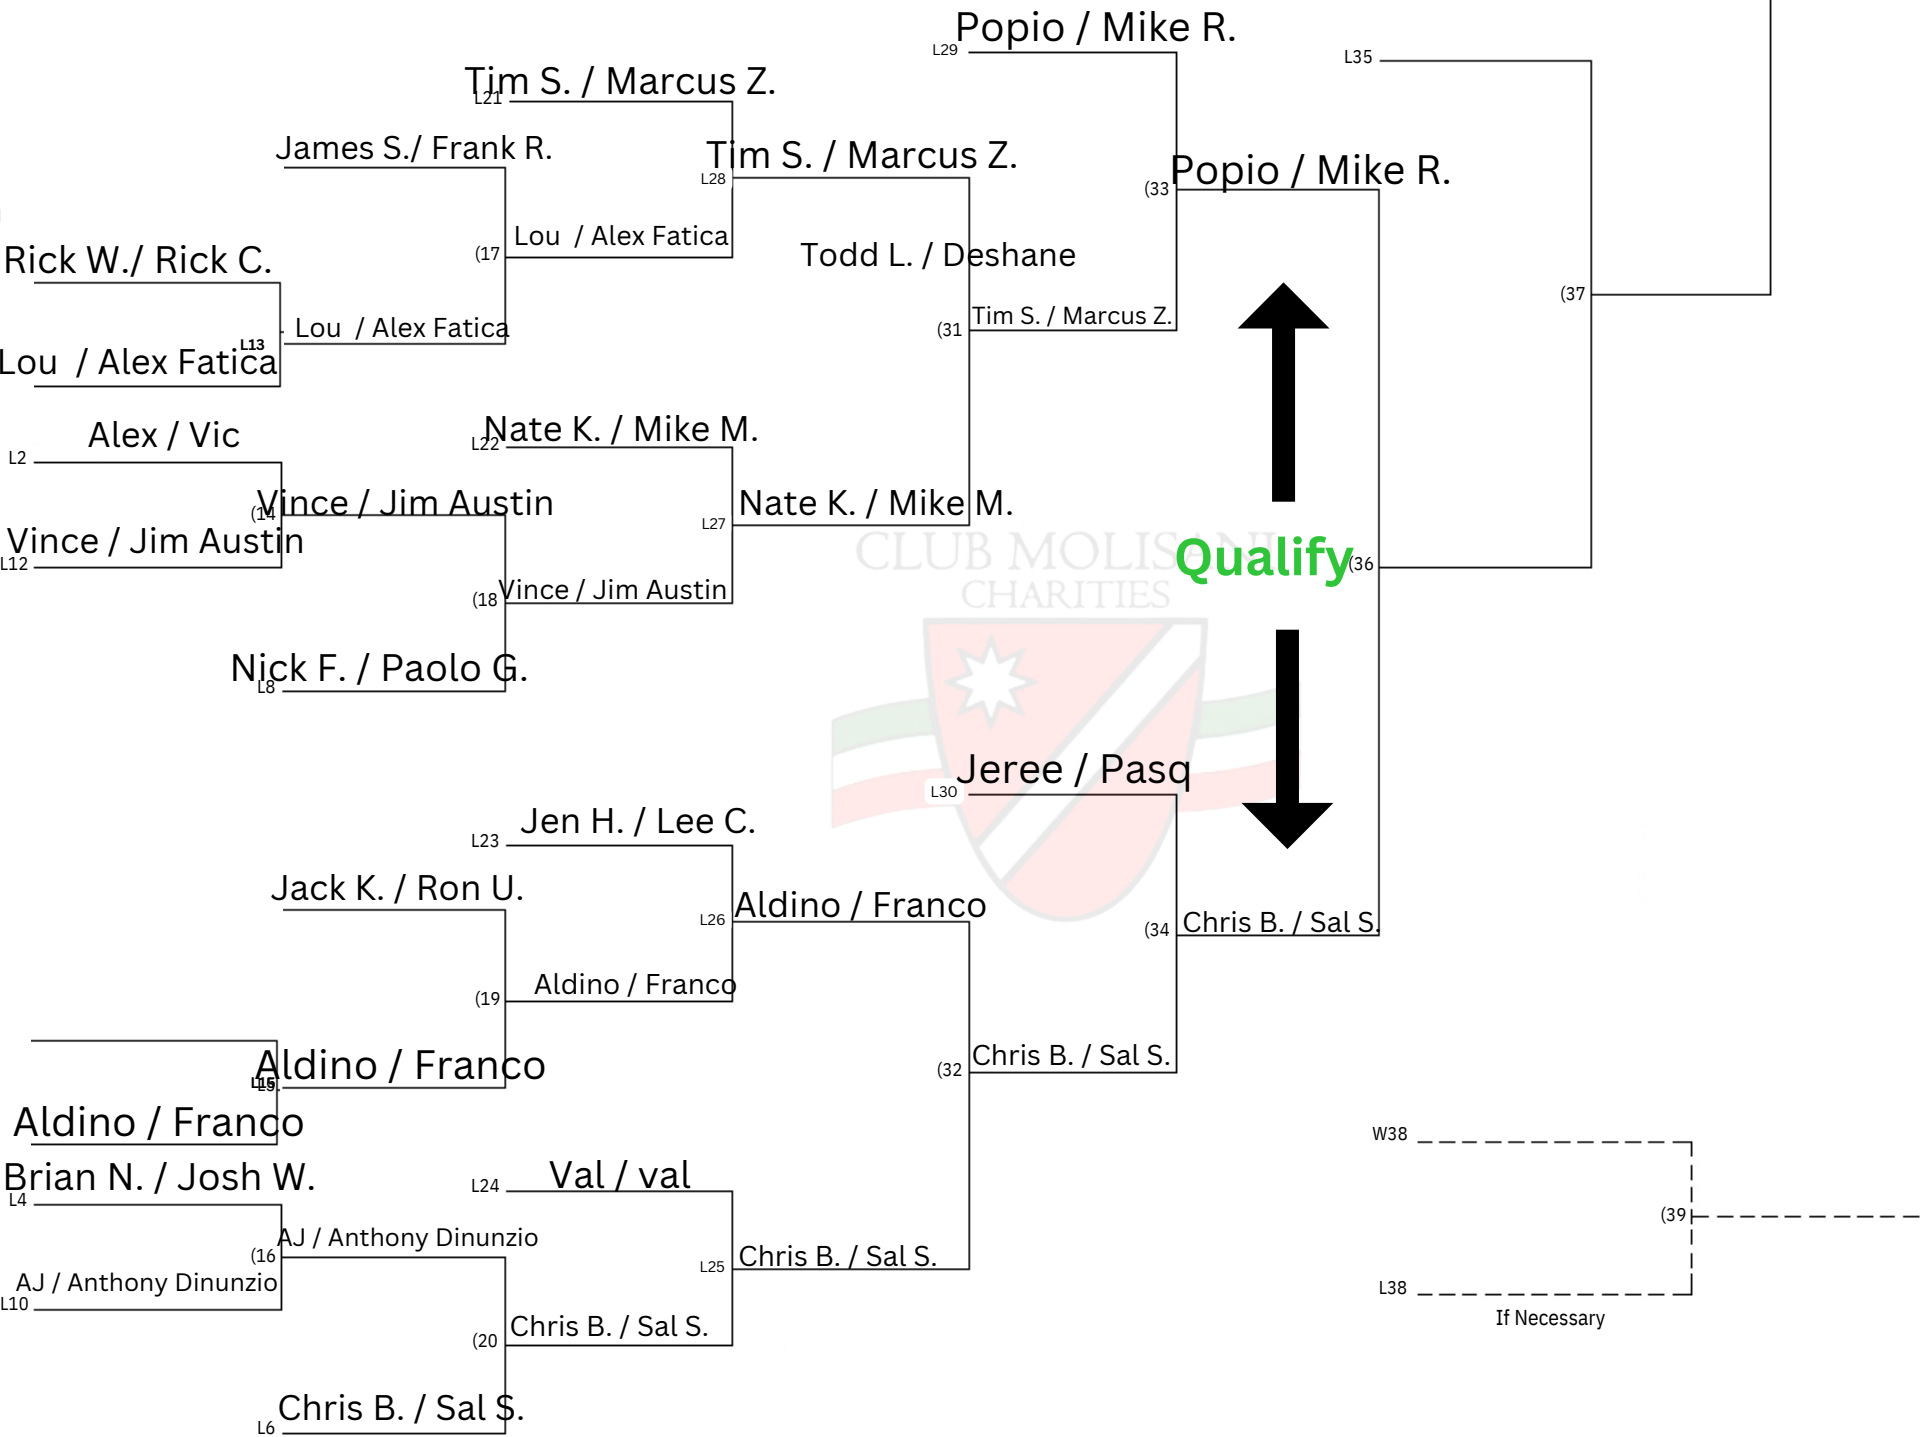 Popio / Mike R.
L29
L35
Tim S. / Marcus Z.
L21
James S./ Frank R.
Tim S. / Marcus Z.
L28
Popio / Mike R.
(33
Lou / Alex Fatica
(17
Todd L. / Deshane
Rick W./ Rick C.
(37
Tim S. / Marcus Z.
(31
Lou / Alex Fatica
L13
Lou / Alex Fatica
Alex / Vic
L2
Nate K. / Mike M.
L22
Vince / Jim Austin
(14
Nate K. / Mike M.
L27
Vince / Jim Austin
L12
CLUB MOLISANI
CHARITIES
Qualify
(36
Vince / Jim Austin
(18
Nick F. / Paolo G.
L8
Jeree / Pasq
L30
Jen H. / Lee C.
L23
Jack K. / Ron U.
Aldino / Franco
L26
Chris B. / Sal S.
(34
Aldino / Franco
(19
Chris B. / Sal S.
(32
Aldino / Franco
Aldino / Franco
W38
Brian N. / Josh W.
L4
Val / val
L24
(39
AJ / Anthony Dinunzio
(16
Chris B. / Sal S.
L25
AJ / Anthony Dinunzio
L10
L38
If Necessary
Chris B. / Sal S.
(20
Chris B. / Sal S.
L6